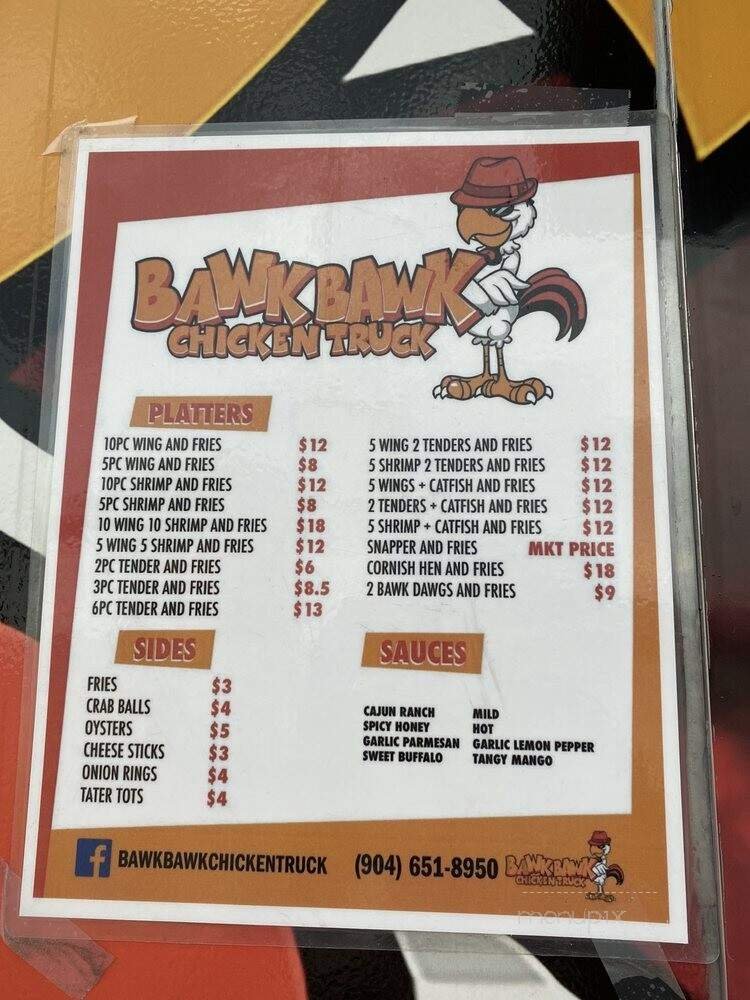 BAWK BAWK
CHICKEN TRUCK
PLATTERS
10PC WING AND FRIES $12
5PC WING AND FRIES $8
10PC SHRIMP AND FRIES $12
5PC SHRIMP AND FRIES $8
10 WING 10 SHRIMP AND FRIES $18
5 WING 5 SHRIMP AND FRIES $12
2PC TENDER AND FRIES $6
3PC TENDER AND FRIES $8.5
6PC TENDER AND FRIES $13
5 WING 2 TENDERS AND FRIES $12
5 SHRIMP 2 TENDERS AND FRIES $12
5 WINGS + CATFISH AND FRIES $12
2 TENDERS + CATFISH AND FRIES $12
5 SHRIMP + CATFISH AND FRIES $12
SNAPPER AND FRIES MKT PRICE
CORNISH HEN AND FRIES $18
2 BAWK DAWGS AND FRIES $9
SIDES
FRIES $3
CRAB BALLS $4
OYSTERS $5
CHEESE STICKS $3
ONION RINGS $4
TATER TOTS $4
SAUCES
CAJUN RANCH MILD
SPICY HONEY HOT
GARLIC PARMESAN GARLIC LEMON PEPPER
SWEET BUFFALO TANGY MANGO
f BAWKBAWKCHICKENTRUCK (904) 651-8950 BAWK BAWK
CHICKEN TRUCK
menupix